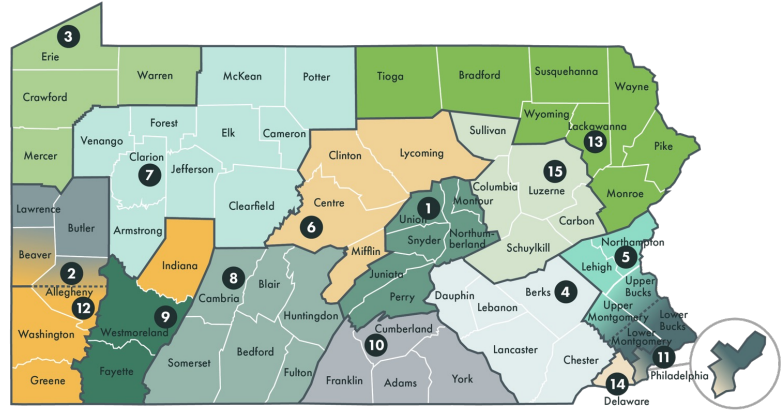 3
Erie
Crawford
Warren
Mercer
McKean
Potter
Forest
Venango
Elk
Cameron
Clarion
7
Jefferson
Clearfield
Armstrong
Tioga
Bradford
Susquehanna
Wayne
Wyoming
Lackawanna
13
Pike
Monroe
Sullivan
Clinton
Lycoming
Centre
6
Mifflin
15
Luzerne
Columbia
Carbon
Schuylkill
1
Montour
Union
Snyder
Northum-
berland
Juniata
Perry
Lawrence
Butler
Beaver
2
Allegheny
12
Washington
Greene
Indiana
9
Westmoreland
Fayette
8
Cambria
Blair
Huntingdon
Somerset
Bedford
Fulton
Cumberland
10
Franklin
Adams
York
Dauphin
Lebanon
Berks
4
Lancaster
Chester
Northampton
5
Lehigh
Upper
Bucks
Upper
Montgomery
Lower
Bucks
Lower
Montgomery
11
Philadelphia
14
Delaware